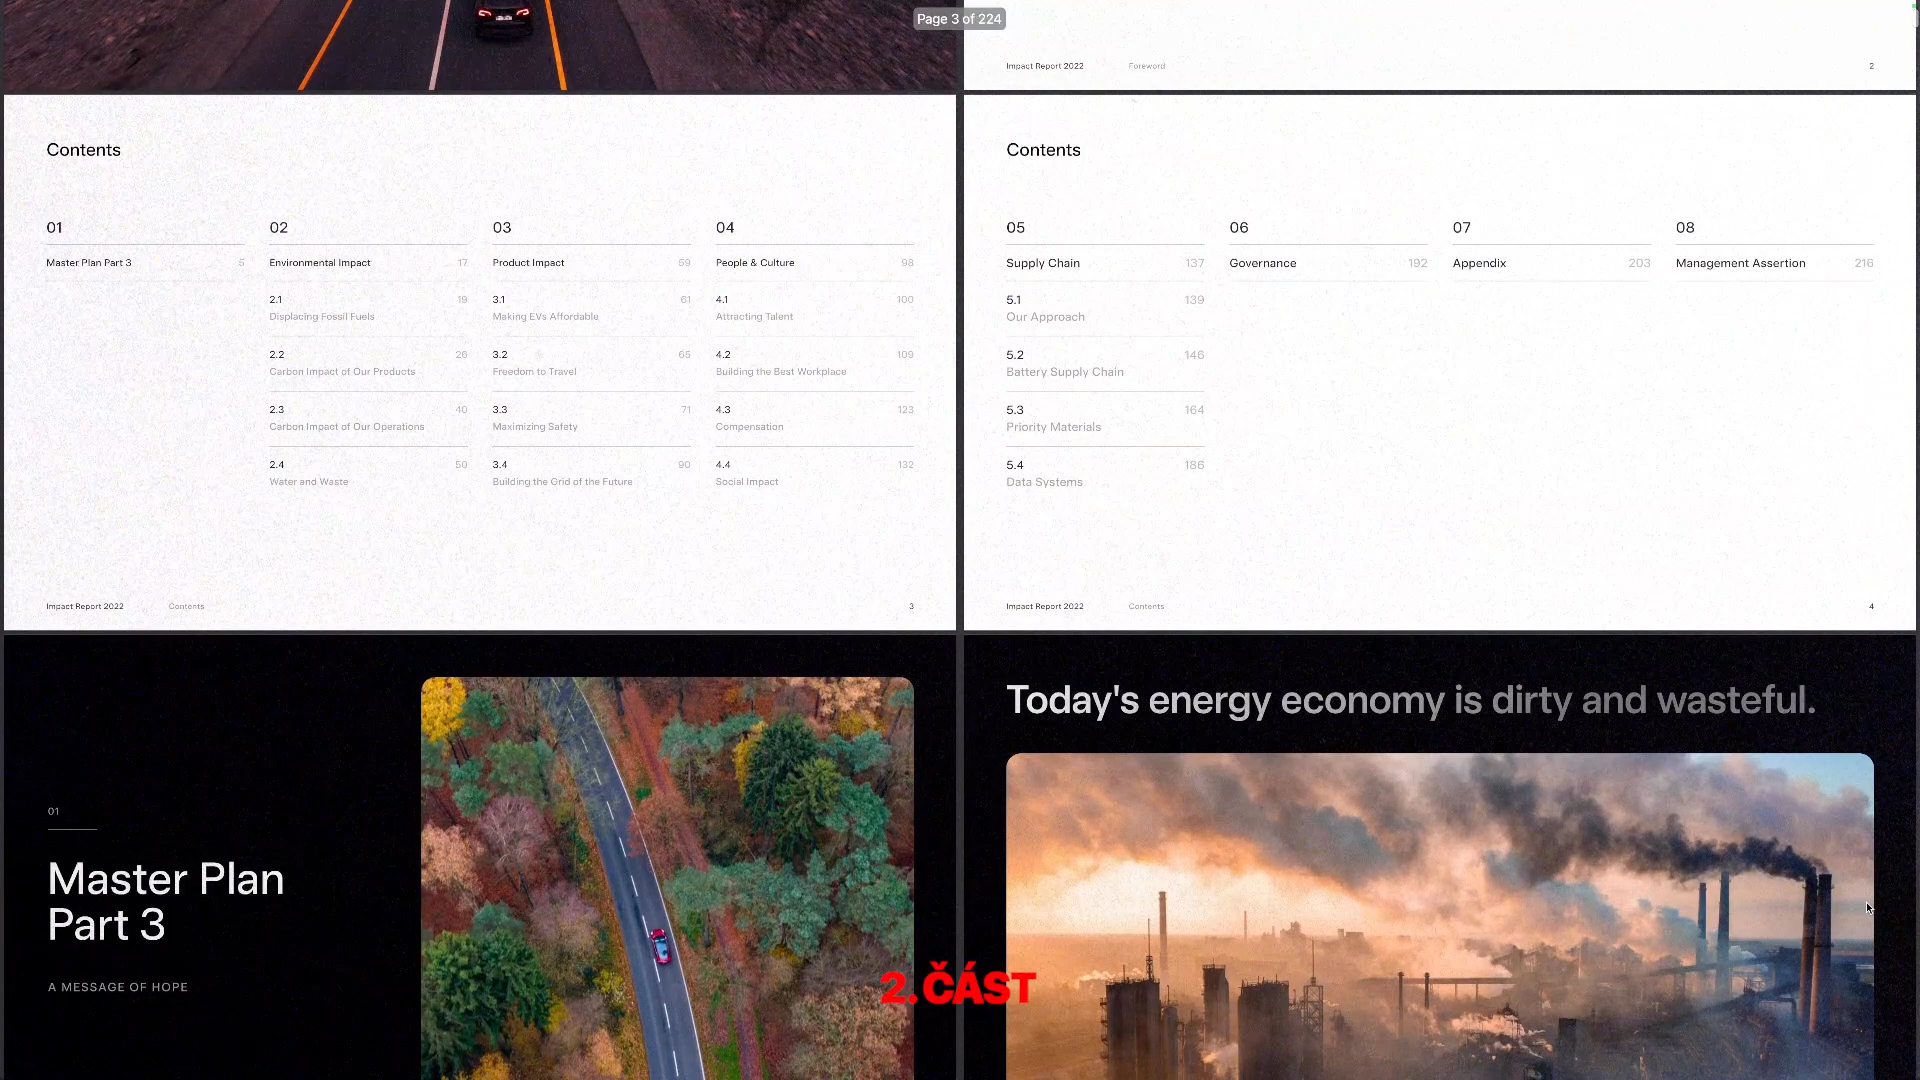 Page 3 of 224
Impact Report 2022 Foreword 2
Contents
01
Master Plan Part 3 5
02
Environmental Impact 17
2.1 19
Displacing Fossil Fuels
2.2 26
Carbon Impact of Our Products
2.3 40
Carbon Impact of Our Operations
2.4 50
Water and Waste
03
Product Impact 59
3.1 61
Making EVs Affordable
3.2 65
Freedom to Travel
3.3 71
Maximizing Safety
3.4 90
Building the Grid of the Future
04
People & Culture 98
4.1 100
Attracting Talent
4.2 109
Building the Best Workplace
4.3 123
Compensation
4.4 132
Social Impact
Impact Report 2022 Contents 3
Contents
05
Supply Chain 137
5.1 139
Our Approach
5.2 146
Battery Supply Chain
5.3 164
Priority Materials
5.4 186
Data Systems
06
Governance 192
07
Appendix 203
08
Management Assertion 216
Impact Report 2022 Contents 4
01
Master Plan
Part 3
A MESSAGE OF HOPE
Today's energy economy is dirty and wasteful.
2. ČÁST